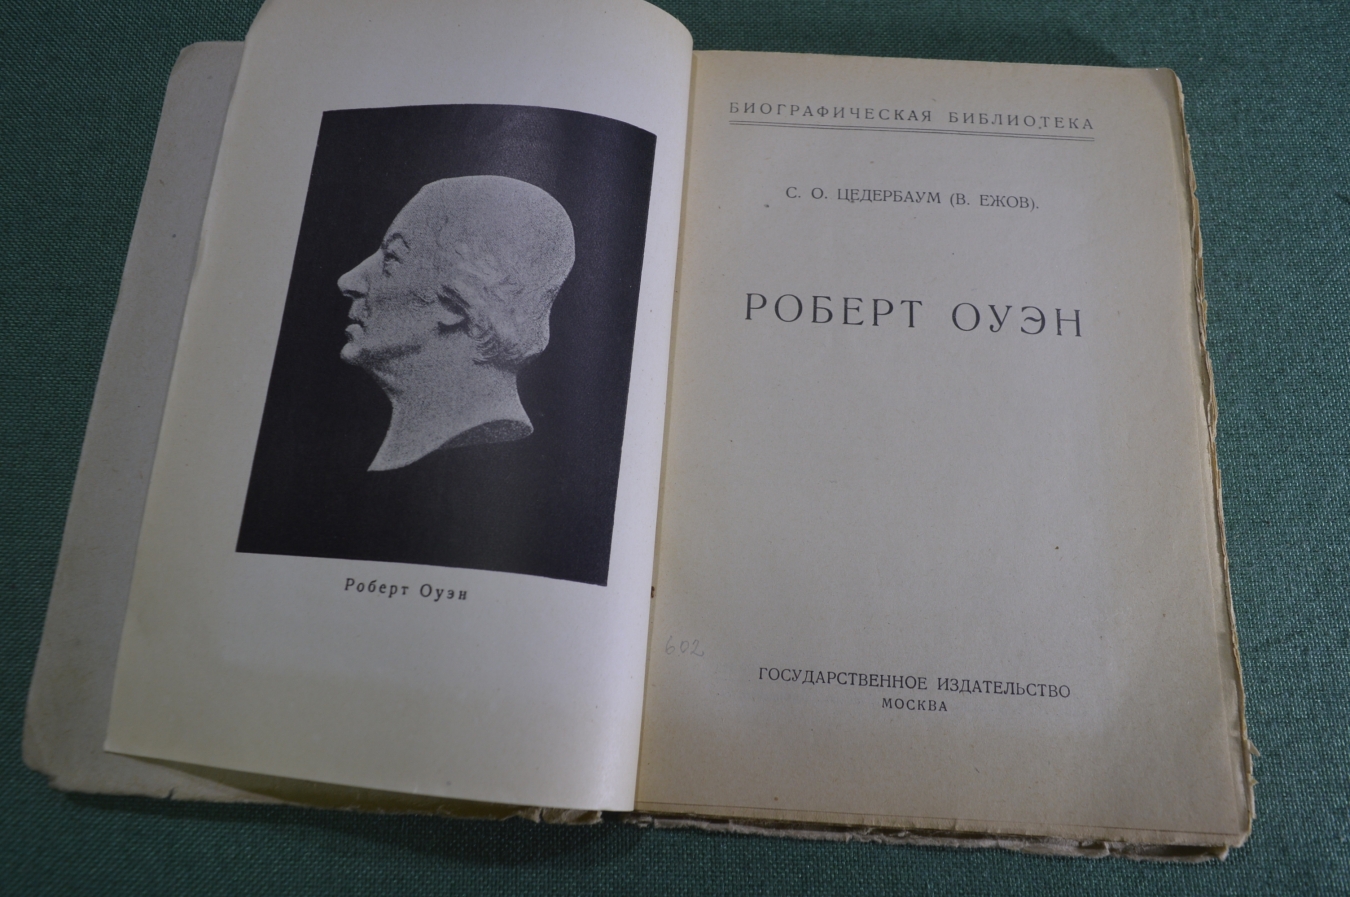 Роберт Оуэн
БИОГРАФИЧЕСКАЯ БИБЛИОТЕКА
С. О. ЦЕДЕРБАУМ (В. ЕЖОВ).
РОБЕРТ ОУЭН
602
ГОСУДАРСТВЕННОЕ ИЗДАТЕЛЬСТВО
МОСКВА